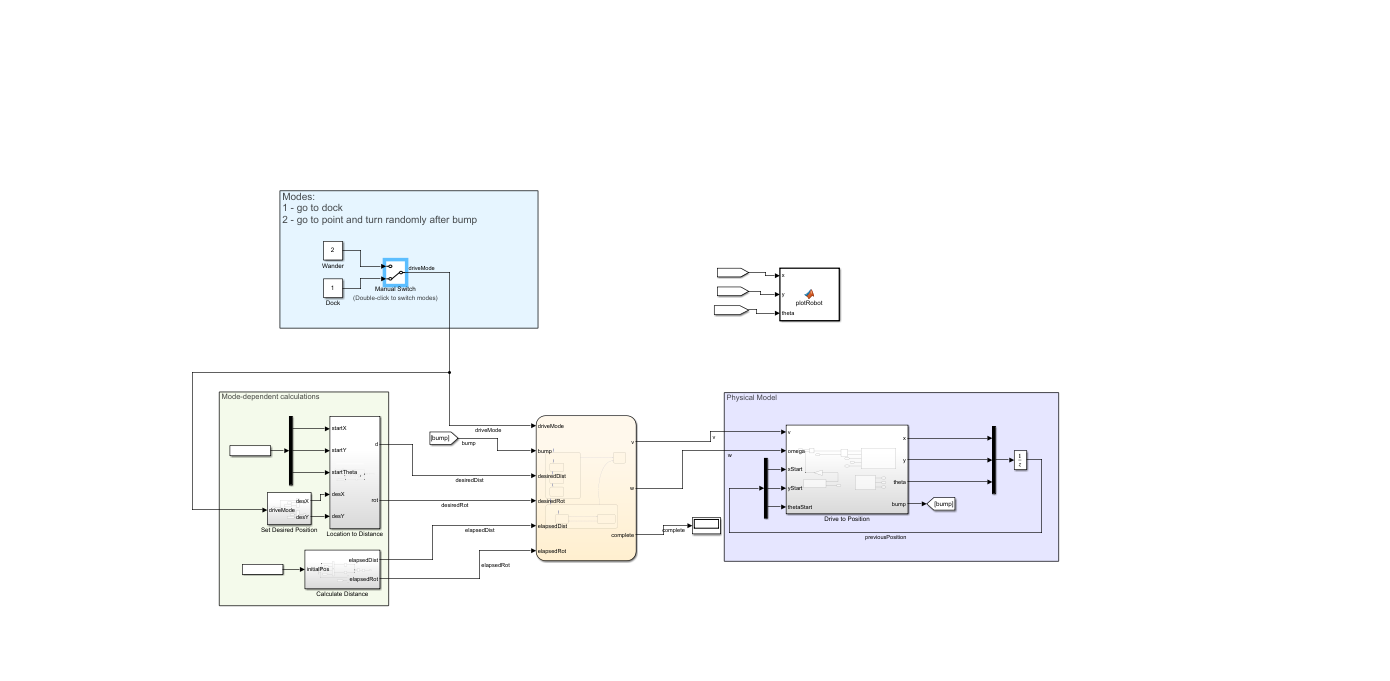 Modes:
1 - go to dock
2 - go to point and turn randomly after bump
2
Wander
driveMode
1
Dock
Manual Switch
(Double-click to switch modes)
x
y
theta
plotRobot
Mode-dependent calculations
startX
startY
startTheta
desX
desY
d
rot
Location to Distance
driveMode
desX
desY
Set Desired Position
initialPos
elapsedDist
elapsedRot
Calculate Distance
[bump]
driveMode
bump
desiredDist
desiredRot
elapsedDist
elapsedRot
driveMode
bump
desiredDist
desiredRot
elapsedDist
elapsedRot
v
w
complete
complete
v
w
Physical Model
v
omega
xStart
yStart
thetaStart
x
y
theta
bump
Drive to Position
[bump]
1
z
previousPosition